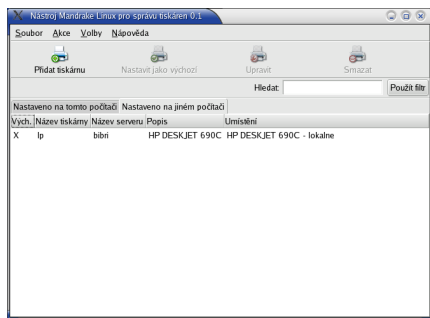 Nástroj Mandrake Linux pro správu tiskáren 0.1
Soubor Akce Volby Nápověda
Přidat tiskárnu Nastavit jako výchozí Upravit Smazat
Hledat: Použít filtr
Nastaveno na tomto počítači Nastaveno na jiném počítači
Vých. Název tiskárny Název serveru Popis Umístění
X lp bibri HP DESKJET 690C HP DESKJET 690C - lokalne